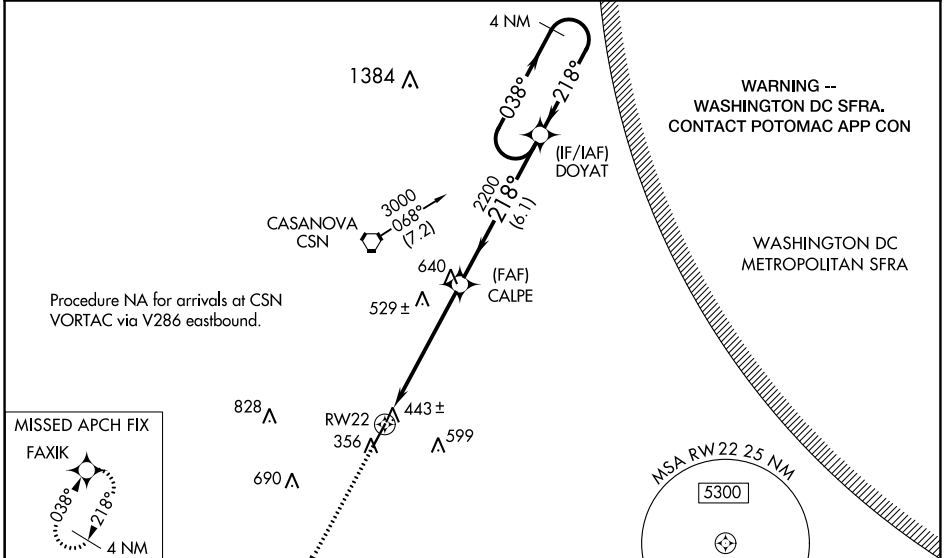 4 NM
1384
038°
218°
WARNING --
WASHINGTON DC SFRA.
CONTACT POTOMAC APP CON
(IF/IAF)
DOYAT
2200
218°
(6.1)
3000
068°
(7.2)
CASANOVA
CSN
WASHINGTON DC
METROPOLITAN SFRA
640
(FAF)
CALPE
529 ±
Procedure NA for arrivals at CSN
VORTAC via V286 eastbound.
828
RW22
443 ±
356
599
690
MISSED APCH FIX
FAXIK
038°
218°
4 NM
MSA RW22 25 NM
5300